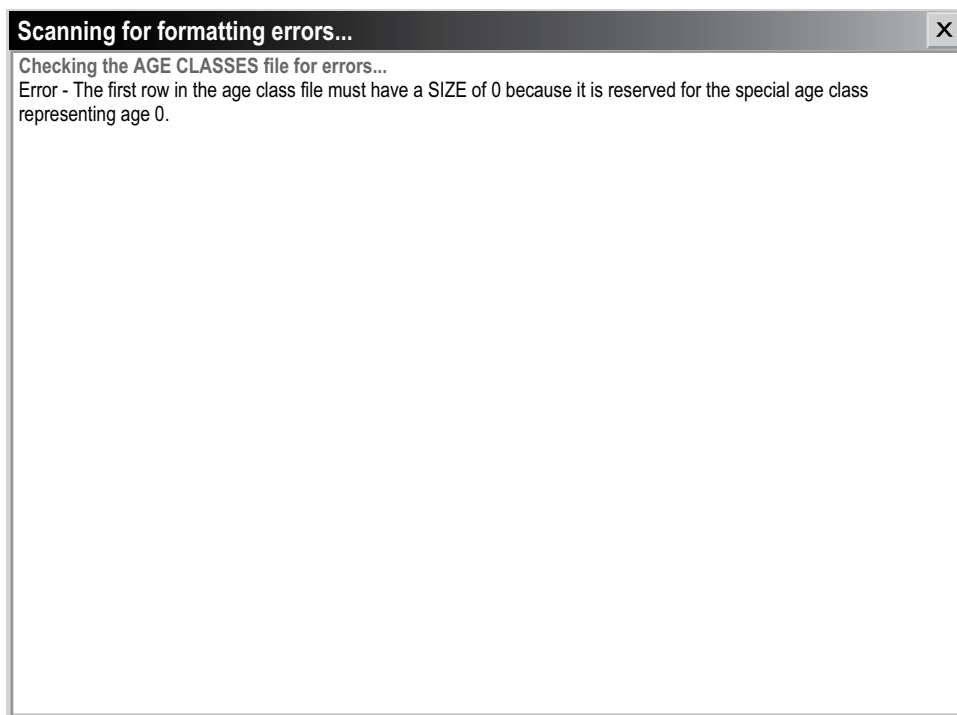 Scanning for formatting errors...
X
Checking the AGE CLASSES file for errors...
Error - The first row in the age class file must have a SIZE of 0 because it is reserved for the special age class
representing age 0.